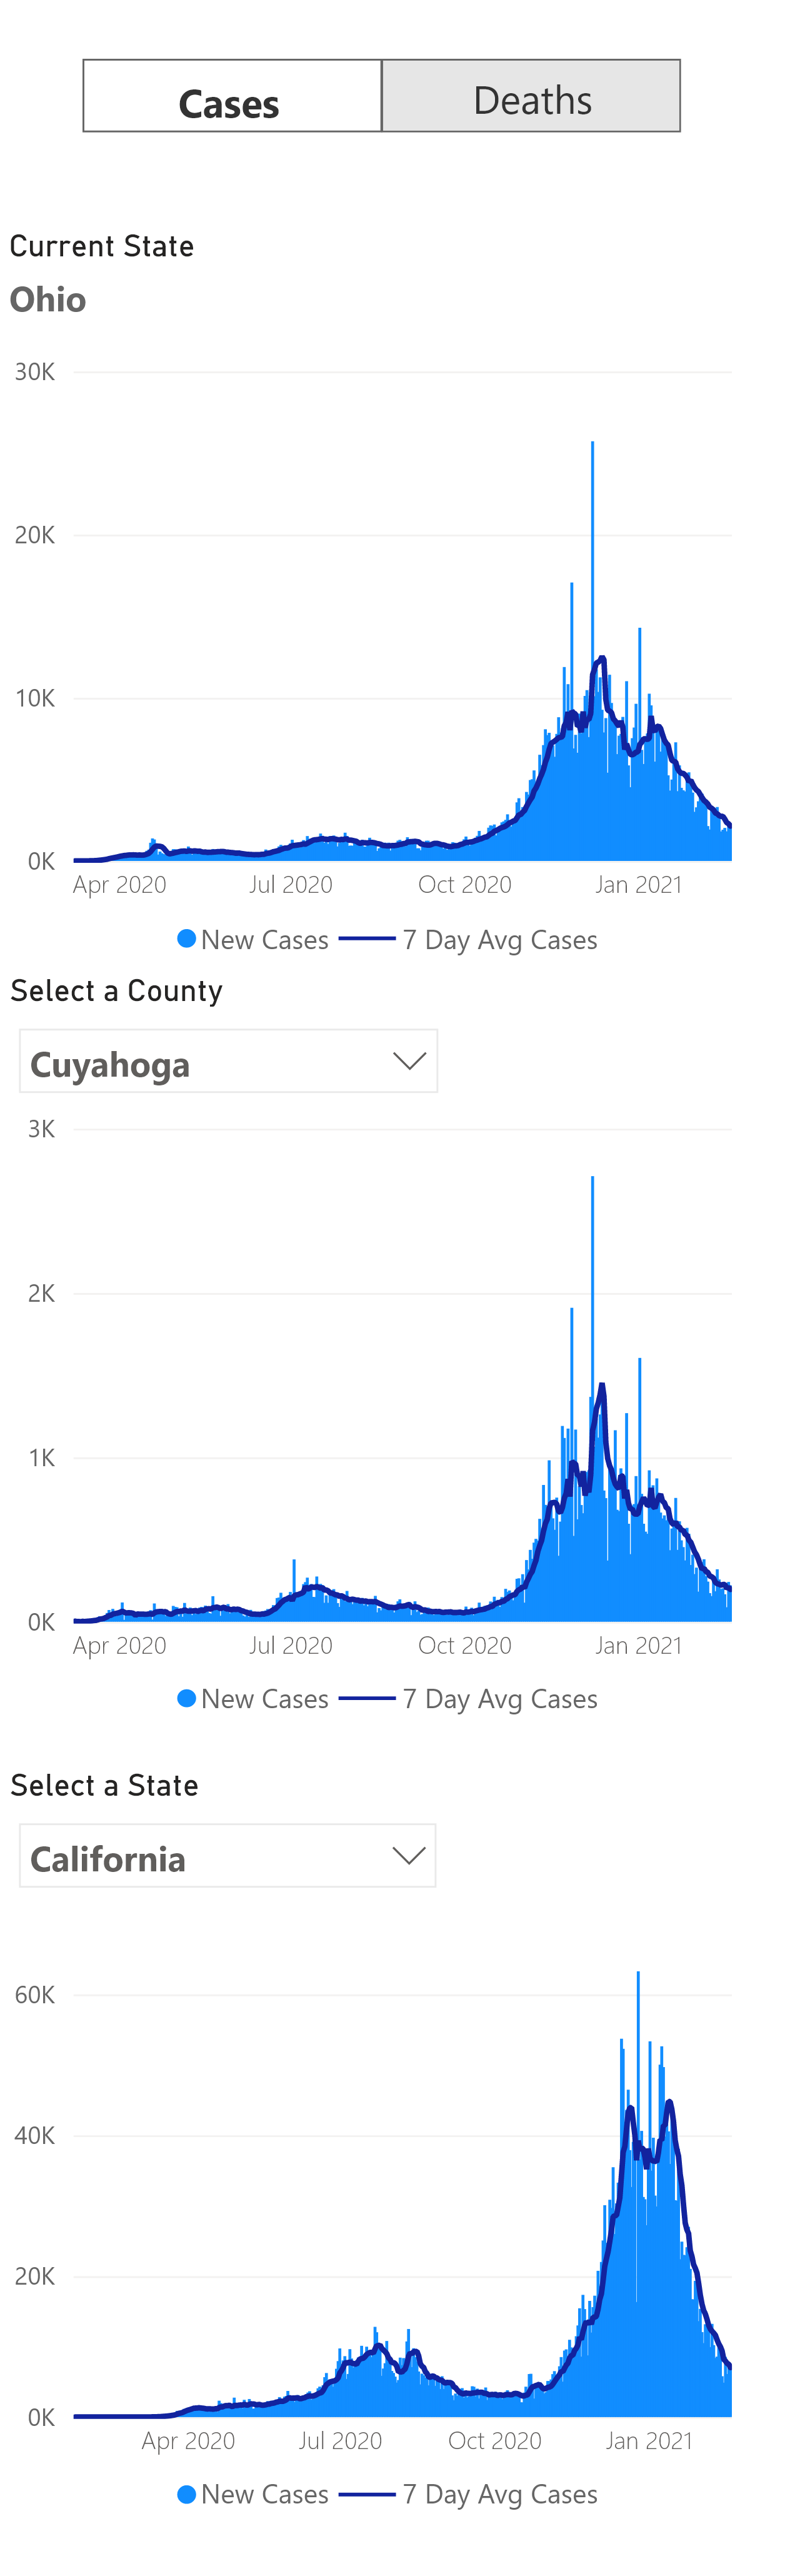 Cases Deaths
Current State
Ohio
30K
20K
10K
0K
Apr 2020 Jul 2020 Oct 2020 Jan 2021
New Cases 7 Day Avg Cases
Select a County
Cuyahoga
3K
2K
1K
0K
Apr 2020 Jul 2020 Oct 2020 Jan 2021
New Cases 7 Day Avg Cases
Select a State
California
60K
40K
20K
0K
Apr 2020 Jul 2020 Oct 2020 Jan 2021
New Cases 7 Day Avg Cases